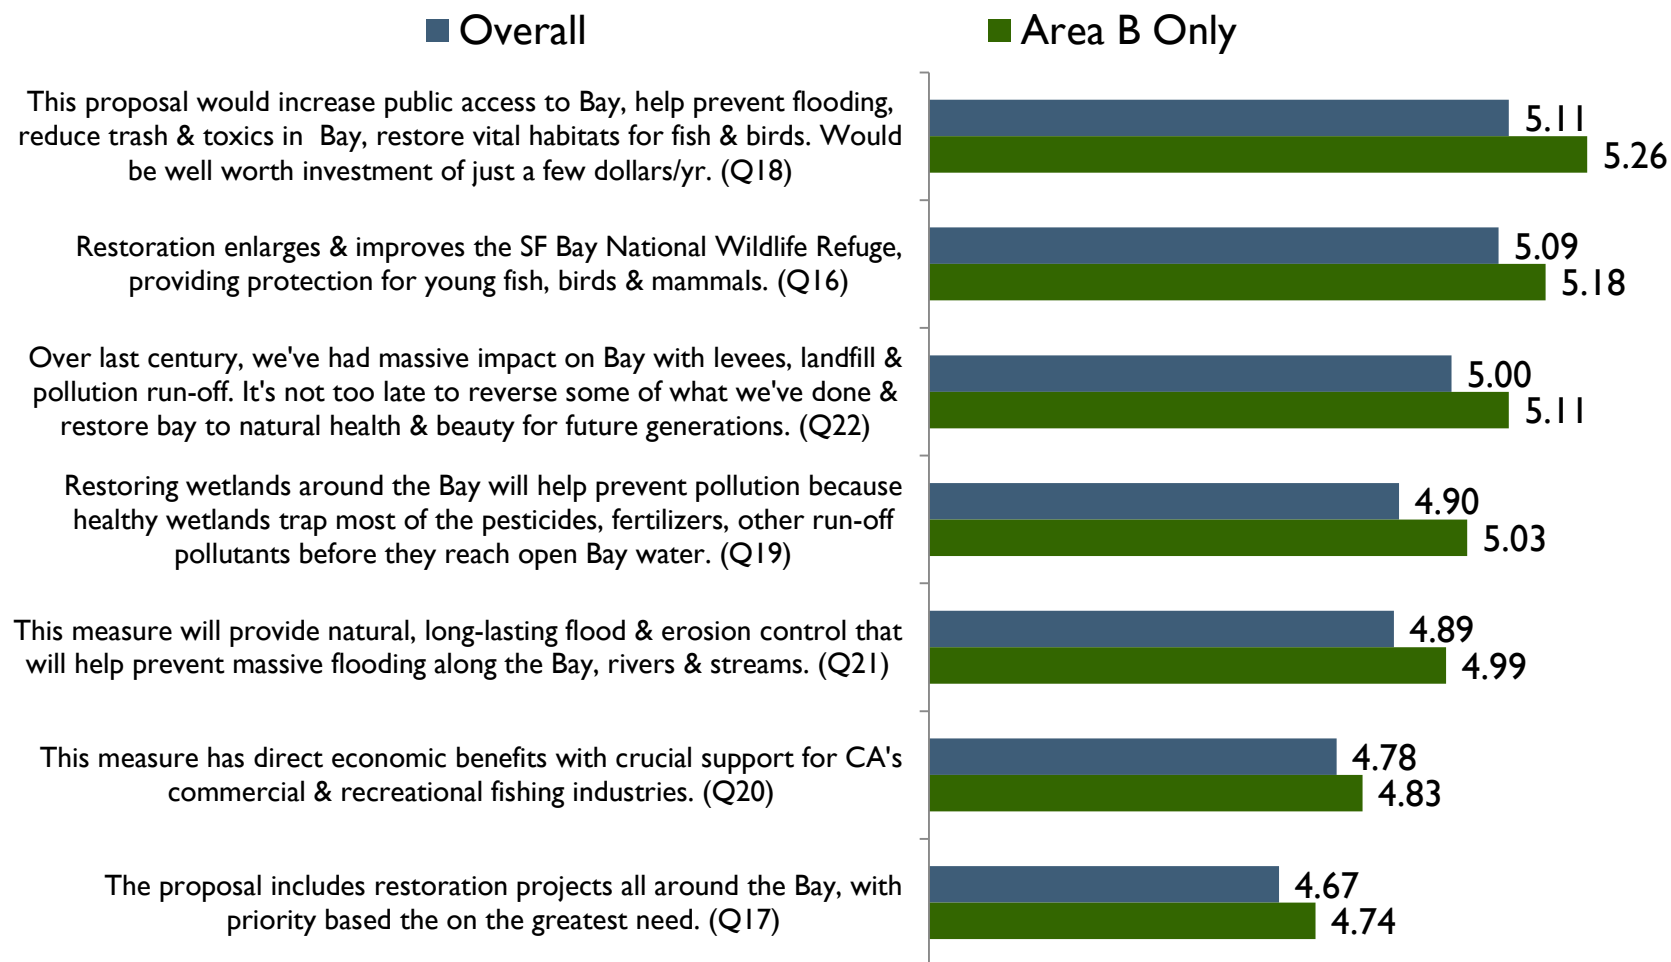 Overall
Area B Only
This proposal would increase public access to Bay, help prevent flooding,
reduce trash & toxics in Bay, restore vital habitats for fish & birds. Would
be well worth investment of just a few dollars/yr. (Q18)
5.11
5.26
Restoration enlarges & improves the SF Bay National Wildlife Refuge,
providing protection for young fish, birds & mammals. (Q16)
5.09
5.18
Over last century, we've had massive impact on Bay with levees, landfill &
pollution run-off. It's not too late to reverse some of what we've done &
restore bay to natural health & beauty for future generations. (Q22)
5.00
5.11
Restoring wetlands around the Bay will help prevent pollution because
healthy wetlands trap most of the pesticides, fertilizers, other run-off
pollutants before they reach open Bay water. (Q19)
4.90
5.03
This measure will provide natural, long-lasting flood & erosion control that
will help prevent massive flooding along the Bay, rivers & streams. (Q21)
4.89
4.99
This measure has direct economic benefits with crucial support for CA's
commercial & recreational fishing industries. (Q20)
4.78
4.83
The proposal includes restoration projects all around the Bay, with
priority based the on the greatest need. (Q17)
4.67
4.74